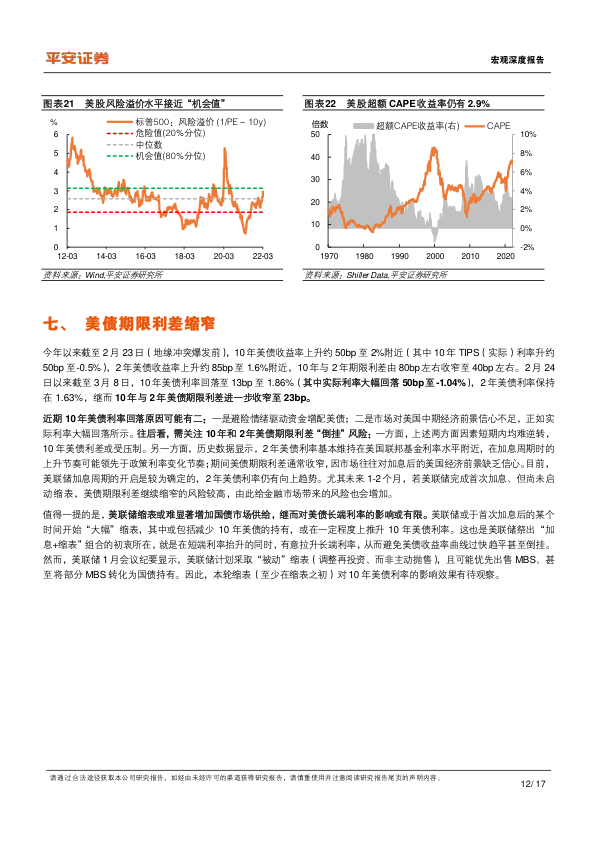 平安证券
宏观深度报告
图表21 美股风险溢价水平接近“机会值”
图表22 美股超额 CAPE 收益率仍有 2.9%
%
标普500：风险溢价 (1/PE – 10y)
危险值(20%分位)
中位数
机会值(80%分位)
6
5
4
3
2
1
0
12-03 14-03 16-03 18-03 20-03 22-03
倍数
超额CAPE收益率(右) CAPE
50
40
30
20
10
0
10%
8%
6%
4%
2%
0%
-2%
1970 1980 1990 2000 2010 2020
资料来源：Wind,平安证券研究所
资料来源：Shiller Data,平安证券研究所
七、 美债期限利差缩窄
今年以来截至 2 月 23 日（地缘冲突爆发前），10 年美债收益率上升约 50bp 至 2%附近（其中 10 年 TIPS（实际）利率升约
50bp 至-0.5%），2 年美债收益率上升约 85bp 至 1.6%附近，10 年与 2 年期限利差由 80bp 左右收窄至 40bp 左右。2 月 24
日以来截至 3 月 8 日，10 年美债利率回落至 13bp 至 1.86%（其中实际利率大幅回落 50bp 至 -1.04%），2 年美债利率保持
在 1.63%，继而 10 年与 2 年美债期限利差进一步收窄至 23bp。
近期 10 年美债利率回落原因可能有二：一是避险情绪驱动资金增配美债；二是市场对美国中期经济前景信心不足，正如实
际利率大幅回落所示。往后看，需关注 10 年和 2 年美债期限利差“倒挂”风险：一方面，上述两方面因素短期内均难逆转，
10 年美债利差或受压制。另一方面，历史数据显示，2 年美债利率基本维持在美国联邦基金利率水平附近，在加息周期时的
上升节奏可能领先于政策利率变化节奏；期间美债期限利差通常收窄，因市场往往对加息后的美国经济前景缺乏信心。目前，
美联储加息周期的开启是较为确定的，2 年美债利率仍有向上趋势。尤其未来 1-2 个月，若美联储完成首次加息、但尚未启
动缩表，美债期限利差继续缩窄的风险较高，由此给金融市场带来的风险也会增加。
值得一提的是，美联储缩表或难显著增加国债市场供给，继而对美债长端利率的影响或有限。美联储或于首次加息后的某个
时间开始“大幅”缩表，其中或包括减少 10 年美债的持有，或在一定程度上推升 10 年美债利率。这也是美联储祭出“加
息+缩表”组合的初衷所在，就是在短端利率抬升的同时，有意拉升长端利率，从而避免美债收益率曲线过快趋平甚至倒挂。
然而，美联储 1 月会议纪要显示，美联储计划采取“被动”缩表（调整再投资、而非主动抛售），且可能优先出售 MBS、甚
至将部分 MBS 转化为国债持有。因此，本轮缩表（至少在缩表之初）对 10 年美债利率的影响效果有待观察。
请通过合法途径获取本公司研究报告，如经由未经许可的渠道获得研究报告，请慎重使用并注意阅读研究报告尾页的声明内容。
12/ 17